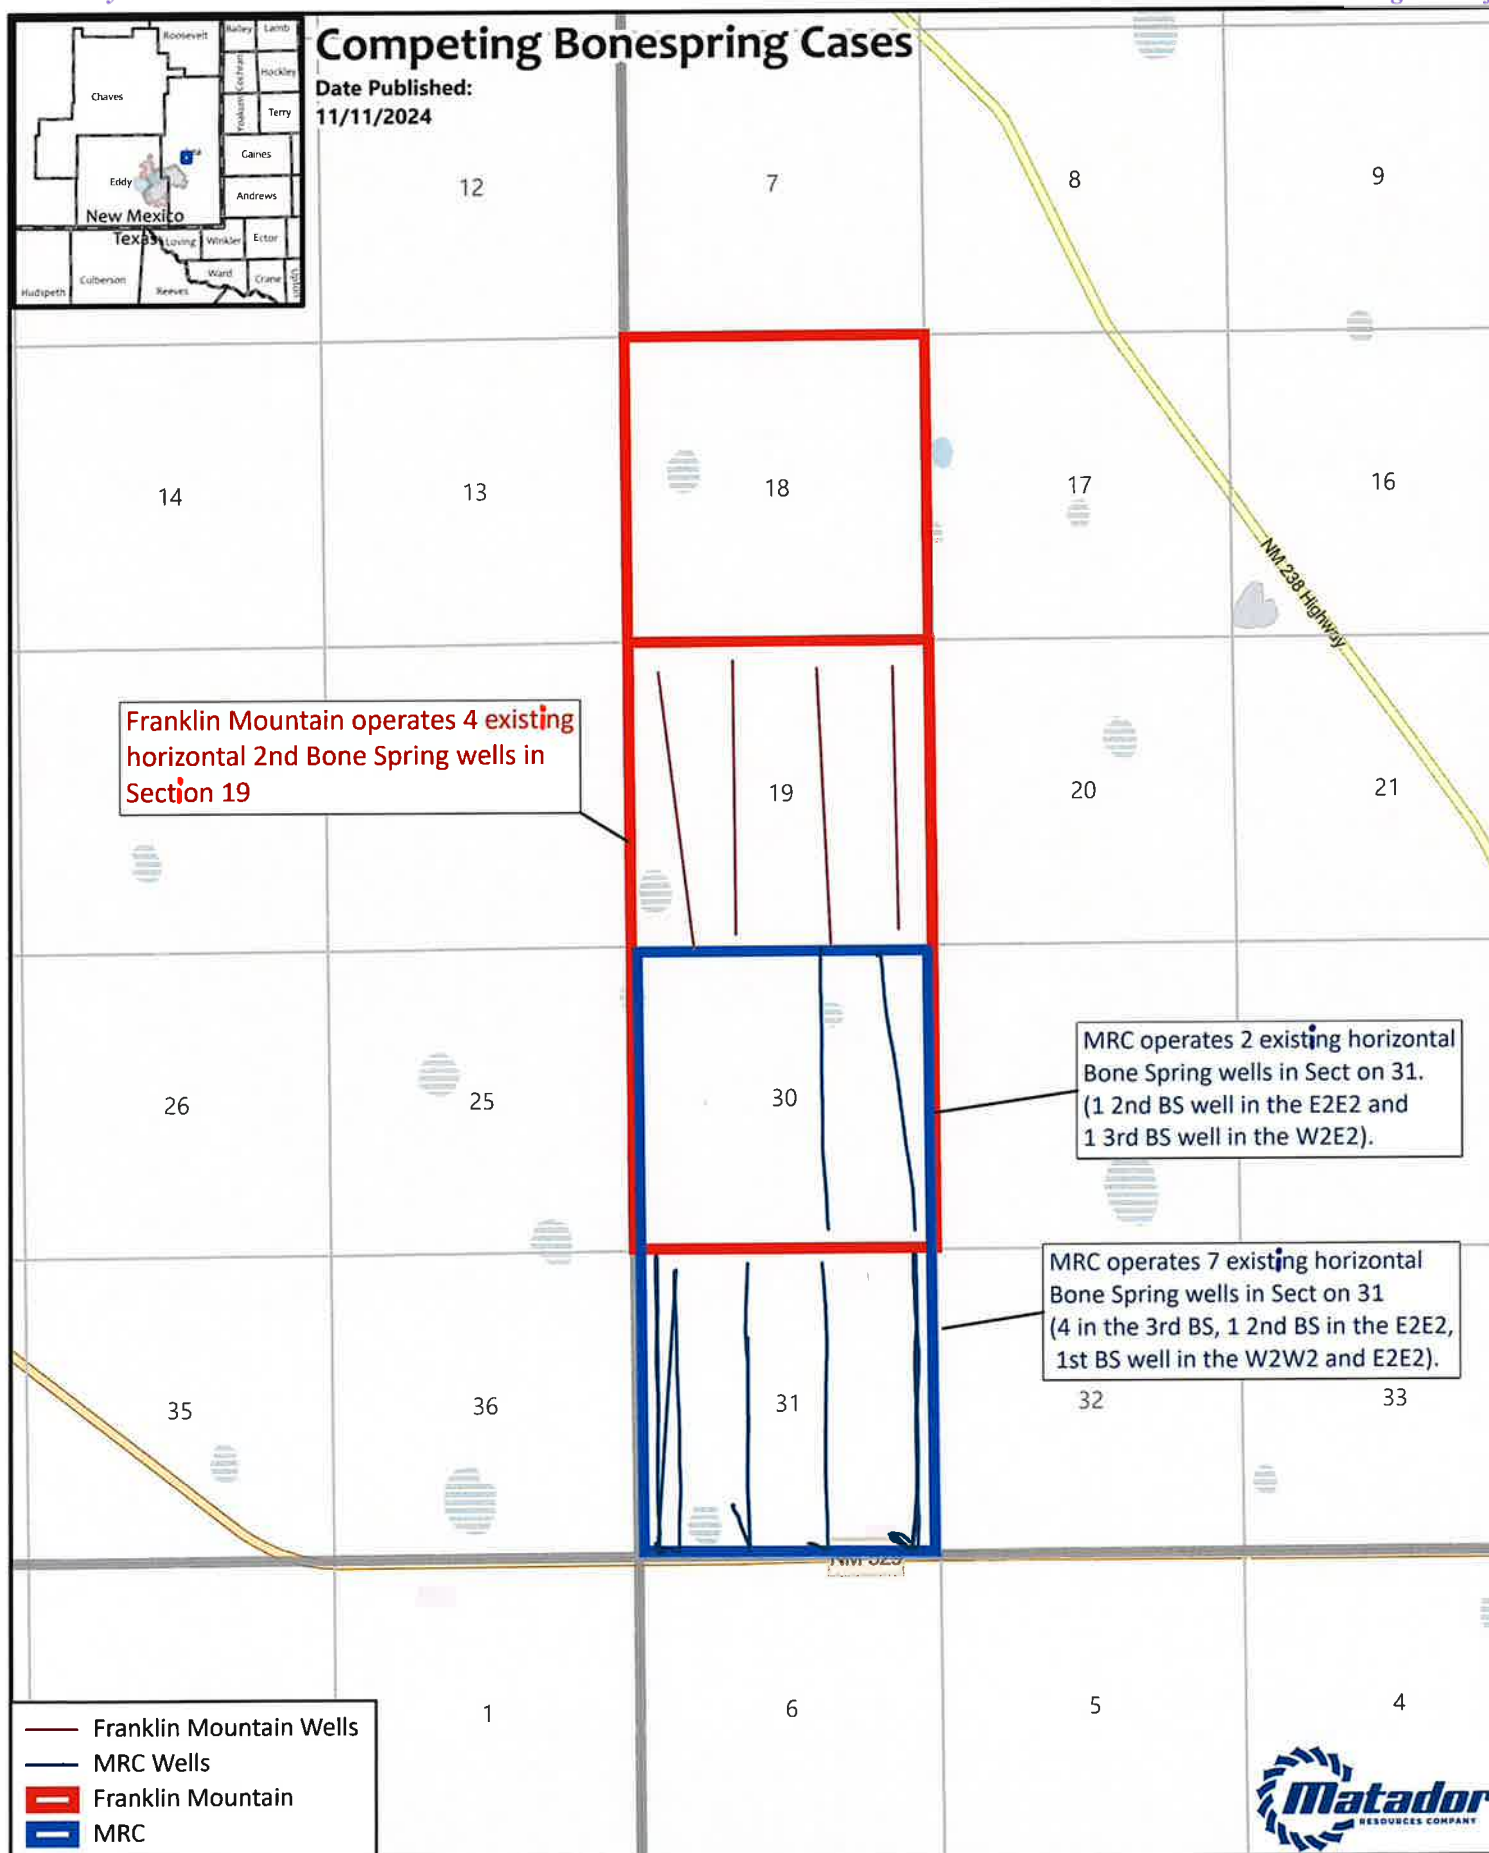 Competing Bonespring Cases
Date Published:
11/11/2024
Roosevelt
Bailey
Lamb
Chaves
Cochran
Hockley
Yoakum
Terry
Gaines
Eddy
Andrews
New Mexico
Texas
Loving
Winkler
Ector
Hudspeth
Culberson
Reeves
Ward
Crane
Upton
12
7
8
9
14
13
18
17
16
NM 238 Highway
Franklin Mountain operates 4 existing
horizontal 2nd Bone Spring wells in
Section 19
19
20
21
26
25
30
MRC operates 2 existing horizontal
Bone Spring wells in Sect on 31.
(1 2nd BS well in the E2E2 and
1 3rd BS well in the W2E2).
MRC operates 7 existing horizontal
Bone Spring wells in Sect on 31
(4 in the 3rd BS, 1 2nd BS in the E2E2,
1st BS well in the W2W2 and E2E2).
35
36
31
32
33
1
6
5
4
Franklin Mountain Wells
MRC Wells
Franklin Mountain
MRC
Matador
RESOURCES COMPANY